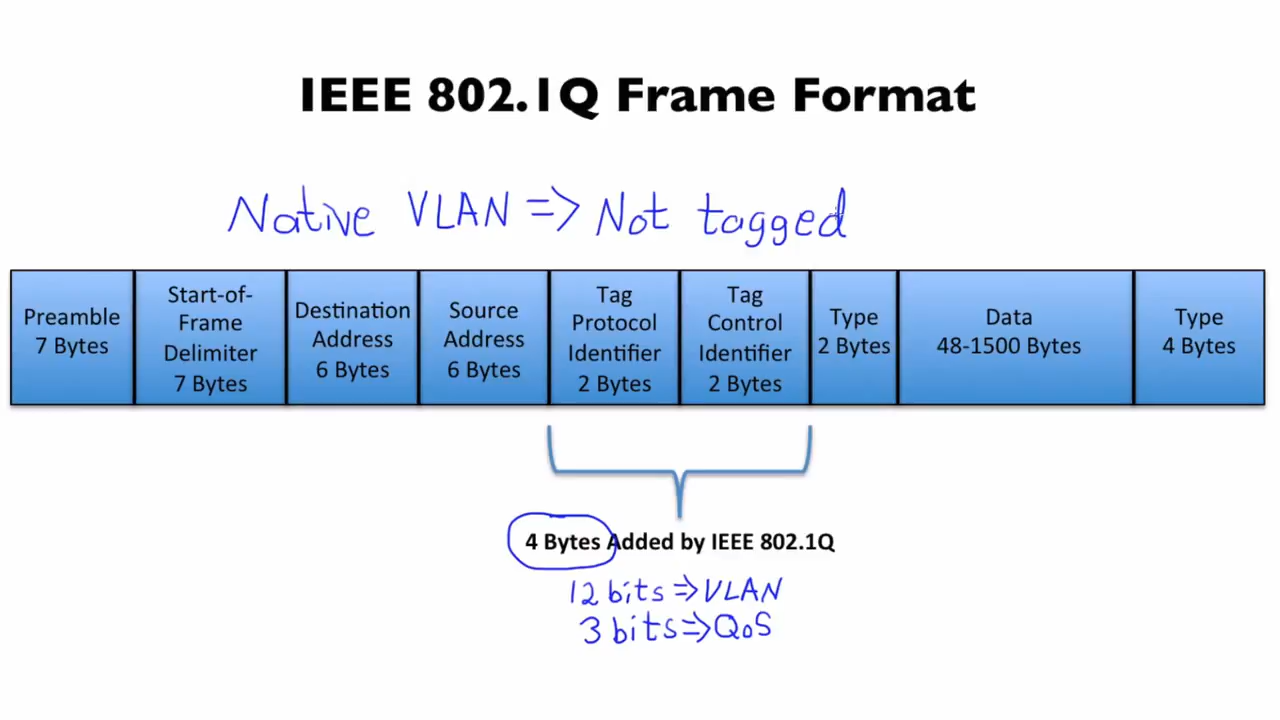 IEEE 802.1Q Frame Format
Native VLAN => Not tagged
Preamble
7 Bytes
Start-of-
Frame
Delimiter
7 Bytes
Destination
Address
6 Bytes
Source
Address
6 Bytes
Tag
Protocol
Identifier
2 Bytes
Tag
Control
Identifier
2 Bytes
Type
2 Bytes
Data
48-1500 Bytes
Type
4 Bytes
4 Bytes Added by IEEE 802.1Q
12 bits => VLAN
3 bits => QoS